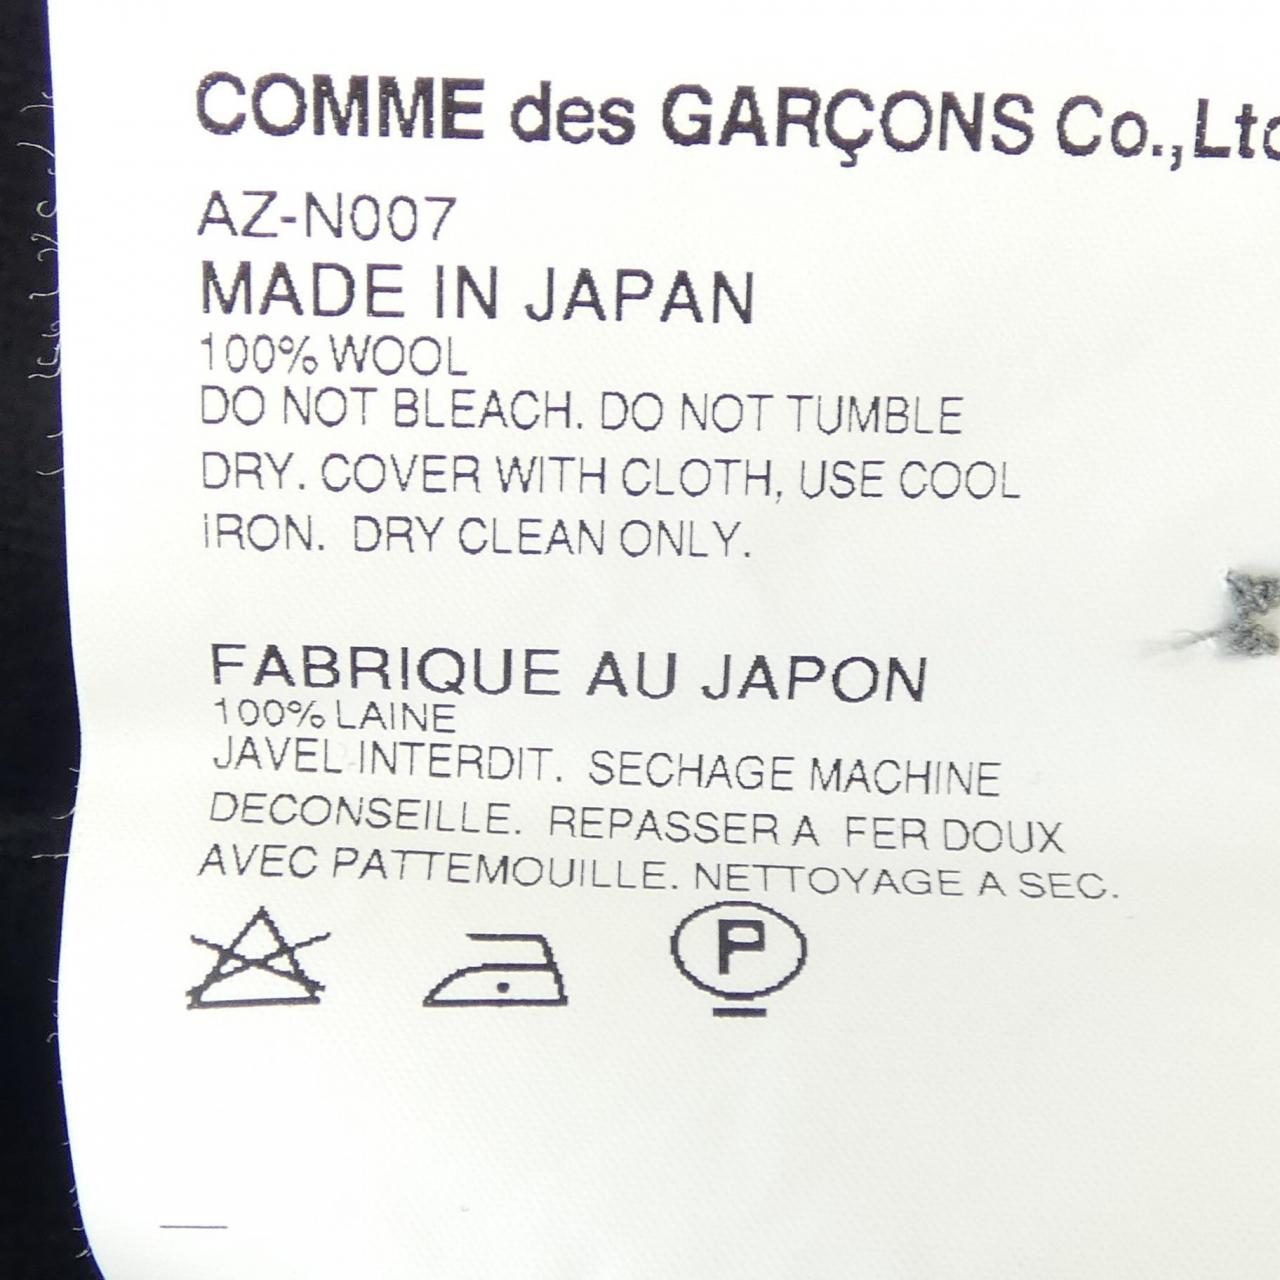 COMME des GARÇONS Co.,Ltd
AZ-N007
MADE IN JAPAN
100% WOOL
DO NOT BLEACH. DO NOT TUMBLE
DRY. COVER WITH CLOTH, USE COOL
IRON. DRY CLEAN ONLY.
FABRIQUE AU JAPON
100% LAINE
JAVEL INTERDIT. SECHAGE MACHINE
DECONSEILLE. REPASSER A FER DOUX
AVEC PATTEMOUILLE. NETTOYAGE A SEC.
P